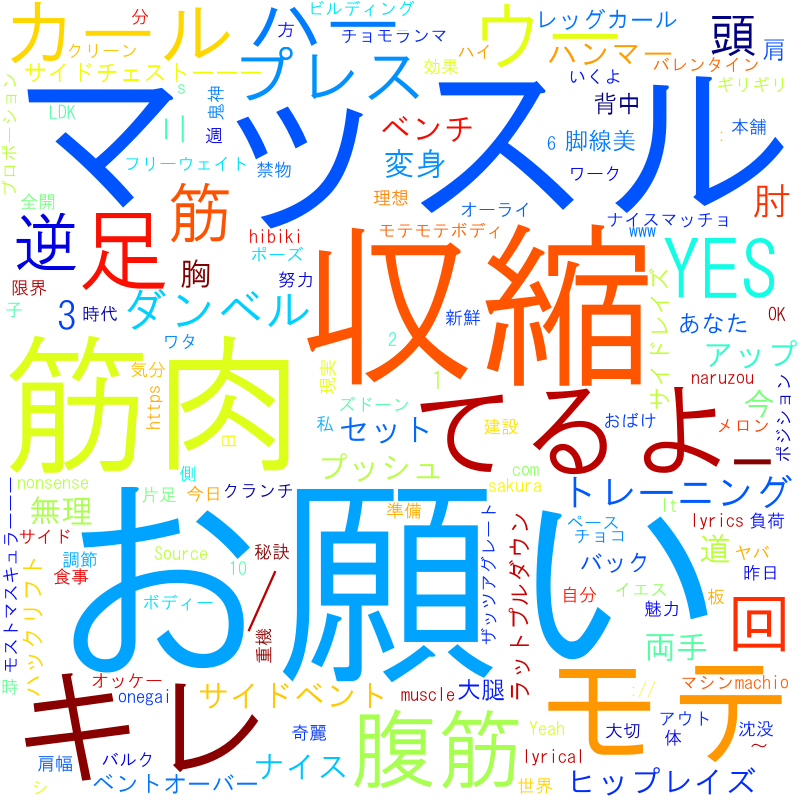 カール
分
ハー
方
ビルディング
チョモランマ
ウー
レッグカール
ハンマー
頭
肩
ハイ
バレンタイン
クリーン
サイドチェストーーー
s
鬼神
プレス
効果
いくよ
ギリギリ
背中
プロポーション
LDK
週
マッスル
ベンチ
6
脚線美
本舗
:
フリーウェイト
禁物
変身
ワーク
全開
逆
足
筋
理想
オーライ
ナイスマッチョ
肘
hibiki
モテモテボディ
www
ポーズ
YES
限界
胸
努力
収縮
サイドレイズ
子
3
時代
ダンベル
新鮮
あなた
OK
ワタ
2
アップ
筋肉
気分
https
現実
1
てるよ
naruzou
ズドーン
今
メロン
ポジション
私
セット
おばけ
ー
日
建設
nonsense
側
プッシュ
com
sakura
トレーニング
片足
今日
クランチ
無理
準備
lt
lyrics
負荷
モストマスキュラーーー
サイド
お願い
Source
秘訣
ザッツアグレート
ラットプルダウン
ペース
チョコ
道
ヤバ
調節
食事
10
バック
昨日
ハックリフト
ボディー
／
自分
イエス
魅力
板
回
重機
両手
時
キレ
オッケー
onegai
サイドベント
muscle
大腿
モテ
マシン
machio
://
奇麗
腹筋
Yeah
大切
アウト
体
沈没
～
肩幅
バルク
ナイス
lyrical
シ
ベントオーバー
世界
ヒップレイズ